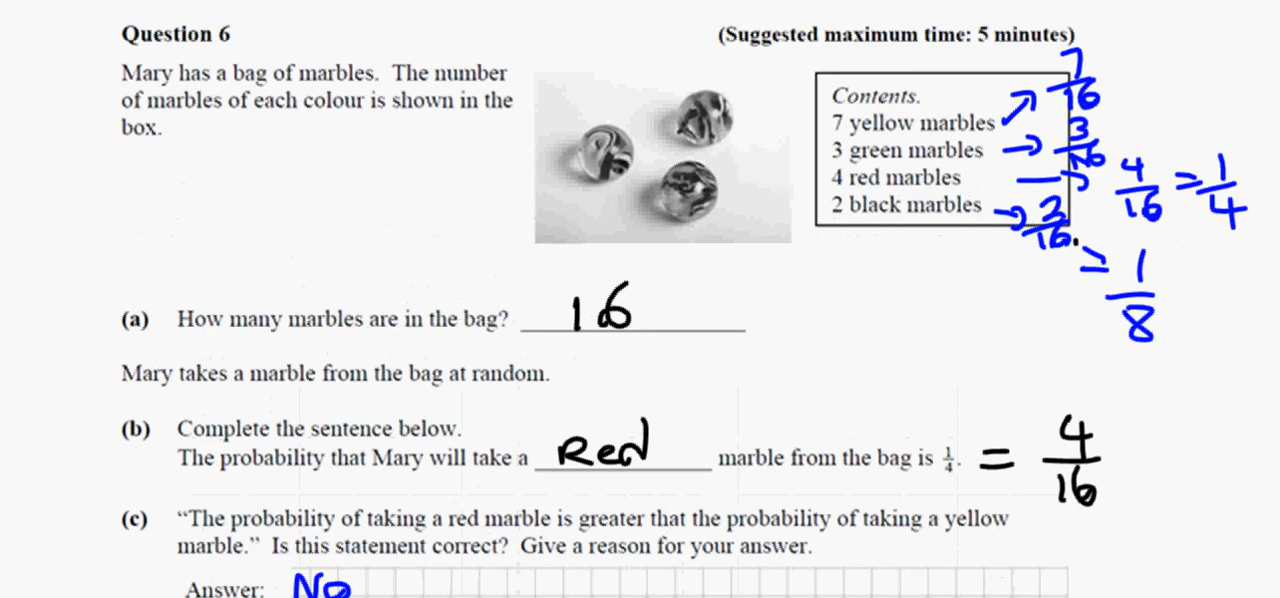 Question 6
(Suggested maximum time: 5 minutes)
Mary has a bag of marbles. The number
of marbles of each colour is shown in the
box.
Contents.
7 yellow marbles → 7/16
3 green marbles → 3/16
4 red marbles → 4/16 = 1/4
2 black marbles → 2/16 = 1/8
(a) How many marbles are in the bag? 16
Mary takes a marble from the bag at random.
(b) Complete the sentence below.
The probability that Mary will take a Red marble from the bag is 1/4. = 4/16
(c) “The probability of taking a red marble is greater that the probability of taking a yellow
marble.” Is this statement correct? Give a reason for your answer.
Answer: No